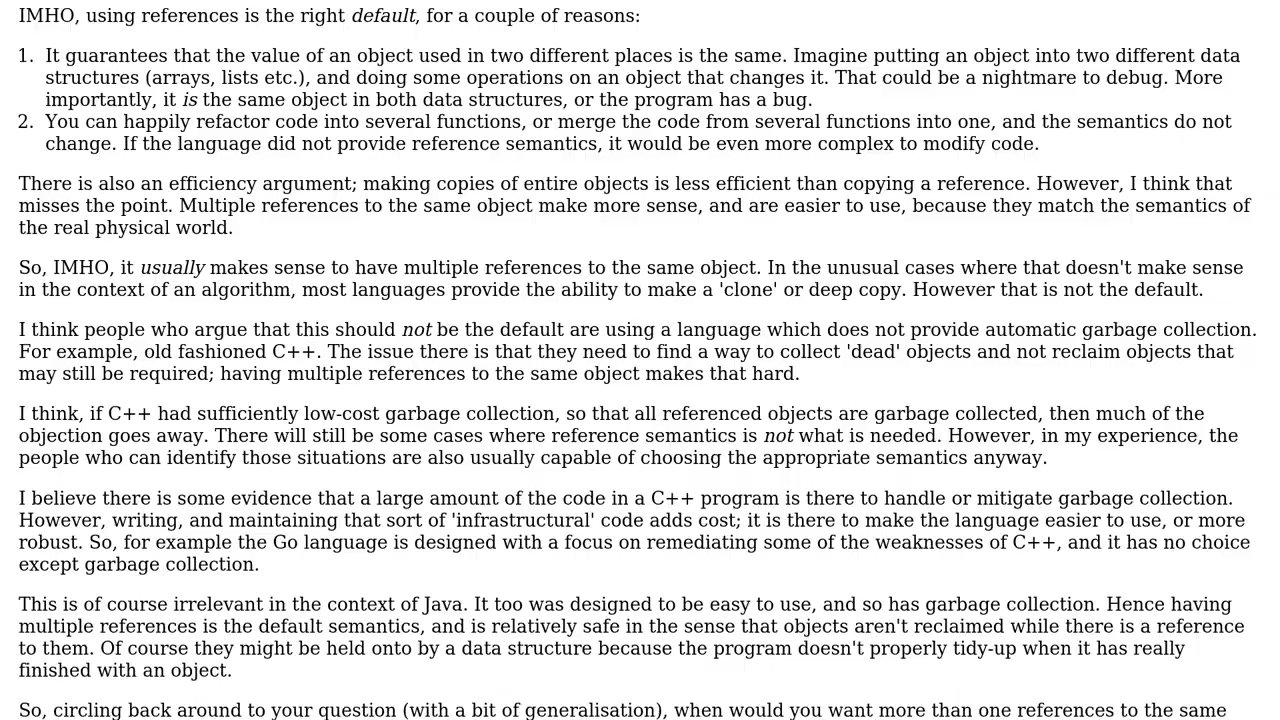 IMHO, using references is the right default, for a couple of reasons:
1. It guarantees that the value of an object used in two different places is the same. Imagine putting an object into two different data
structures (arrays, lists etc.), and doing some operations on an object that changes it. That could be a nightmare to debug. More
importantly, it is the same object in both data structures, or the program has a bug.
2. You can happily refactor code into several functions, or merge the code from several functions into one, and the semantics do not
change. If the language did not provide reference semantics, it would be even more complex to modify code.
There is also an efficiency argument; making copies of entire objects is less efficient than copying a reference. However, I think that
misses the point. Multiple references to the same object make more sense, and are easier to use, because they match the semantics of
the real physical world.
So, IMHO, it usually makes sense to have multiple references to the same object. In the unusual cases where that doesn't make sense
in the context of an algorithm, most languages provide the ability to make a 'clone' or deep copy. However that is not the default.
I think people who argue that this should not be the default are using a language which does not provide automatic garbage collection.
For example, old fashioned C++. The issue there is that they need to find a way to collect 'dead' objects and not reclaim objects that
may still be required; having multiple references to the same object makes that hard.
I think, if C++ had sufficiently low-cost garbage collection, so that all referenced objects are garbage collected, then much of the
objection goes away. There will still be some cases where reference semantics is not what is needed. However, in my experience, the
people who can identify those situations are also usually capable of choosing the appropriate semantics anyway.
I believe there is some evidence that a large amount of the code in a C++ program is there to handle or mitigate garbage collection.
However, writing, and maintaining that sort of 'infrastructural' code adds cost; it is there to make the language easier to use, or more
robust. So, for example the Go language is designed with a focus on remediating some of the weaknesses of C++, and it has no choice
except garbage collection.
This is of course irrelevant in the context of Java. It too was designed to be easy to use, and so has garbage collection. Hence having
multiple references is the default semantics, and is relatively safe in the sense that objects aren't reclaimed while there is a reference
to them. Of course they might be held onto by a data structure because the program doesn't properly tidy-up when it has really
finished with an object.
So, circling back around to your question (with a bit of generalisation), when would you want more than one references to the same